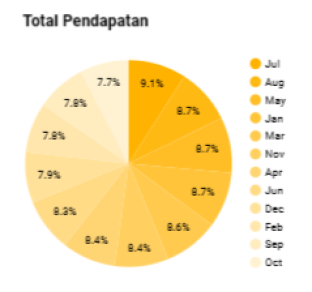 Total Pendapatan
7.7%
9.1%
7.8%
8.7%
7.8%
8.7%
7.9%
8.7%
8.3%
8.6%
8.4%
8.4%
Jul
Aug
May
Jan
Mar
Nov
Apr
Jun
Dec
Feb
Sep
Oct